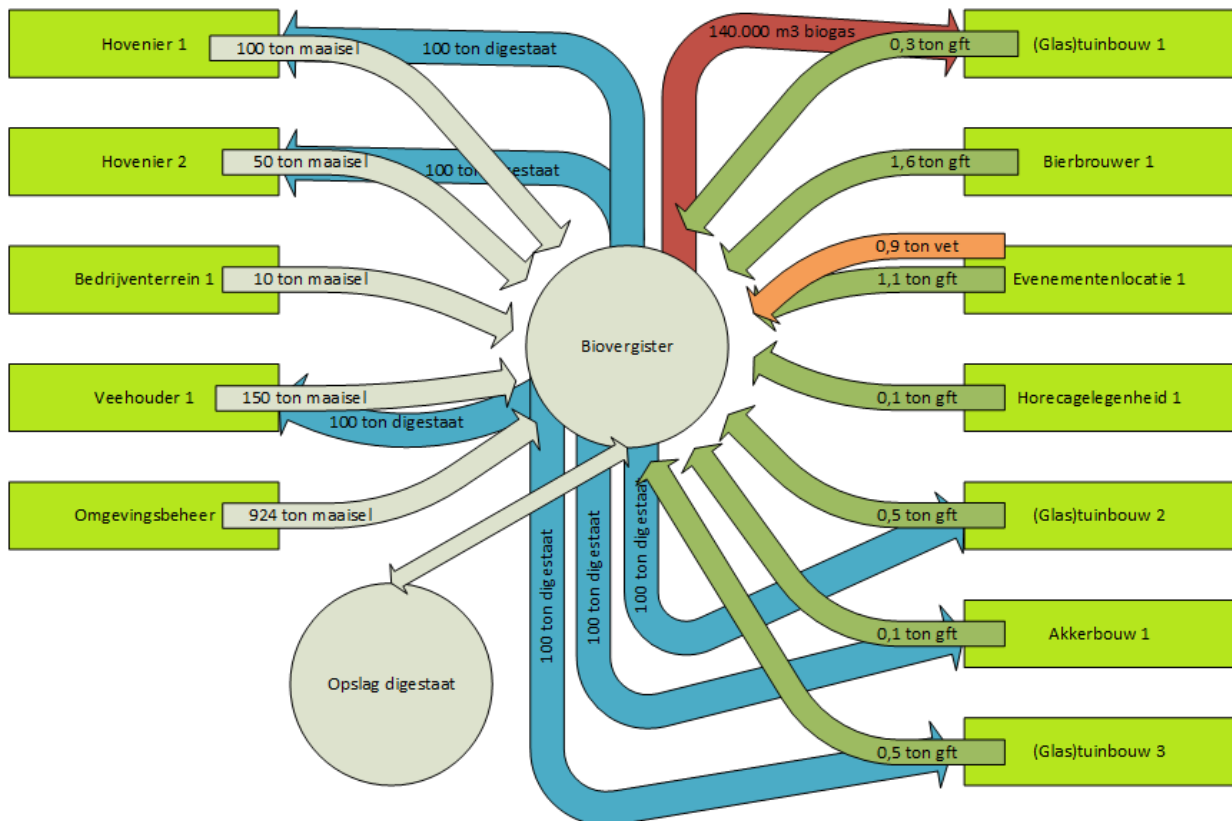 Hovenier 1
100 ton maaisel
100 ton digestaat
140.000 m3 biogas
0,3 ton gft
(Glas)tuinbouw 1
Hovenier 2
50 ton maaisel
100 ton digestaat
1,6 ton gft
Bierbrouwer 1
Bedrijventerrein 1
10 ton maaisel
0,9 ton vet
1,1 ton gft
Evenementenlocatie 1
Biovergister
Veehouder 1
150 ton maaisel
100 ton digestaat
0,1 ton gft
Horecagelegenheid 1
Omgevingsbeheer
924 ton maaisel
100 ton digestaat
100 ton digestaat
100 ton digestaat
0,5 ton gft
(Glas)tuinbouw 2
0,1 ton gft
Akkerbouw 1
Opslag digestaat
0,5 ton gft
(Glas)tuinbouw 3